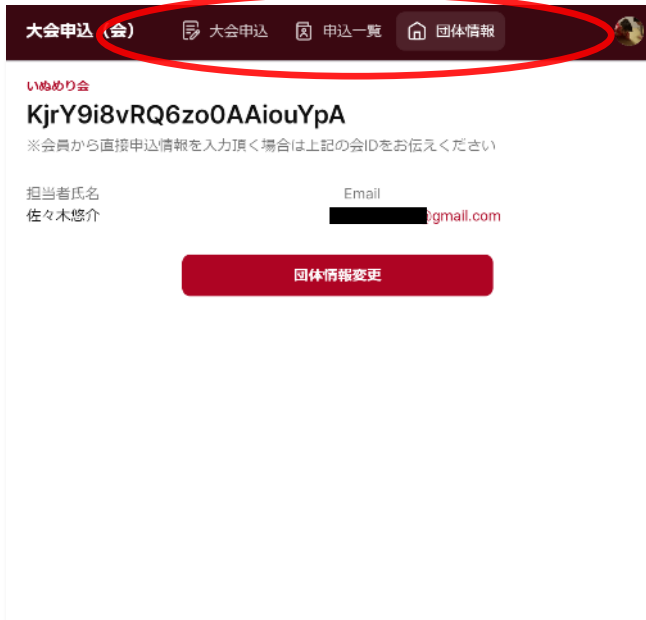 大会申込（会） 大会申込 申込一覧 団体情報
いぬめり会
KjrY9i8vRQ6zo0AAiouYpA
※会員から直接申込情報を入力頂く場合は上記の会IDをお伝えください
担当者氏名 Email
佐々木悠介 @gmail.com
団体情報変更